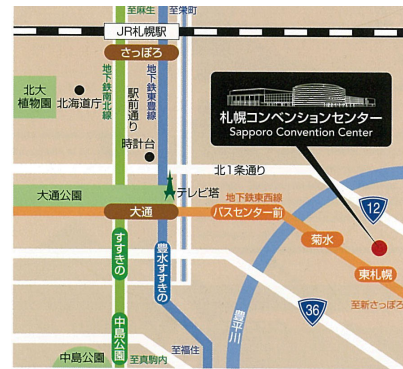 至麻生
至栄町
JR札幌駅
さっぽろ
北大
植物園
北海道庁
地下鉄南北線
駅前通り
地下鉄東豊線
時計台
札幌コンベンションセンター
Sapporo Convention Center
北1条通り
大通公園
テレビ塔
地下鉄東西線
大通
バスセンター前
12
菊水
東札幌
すすきの
豊水すすきの
至新さっぽろ
36
豊平川
中島公園
中島公園
至真駒内
至福住